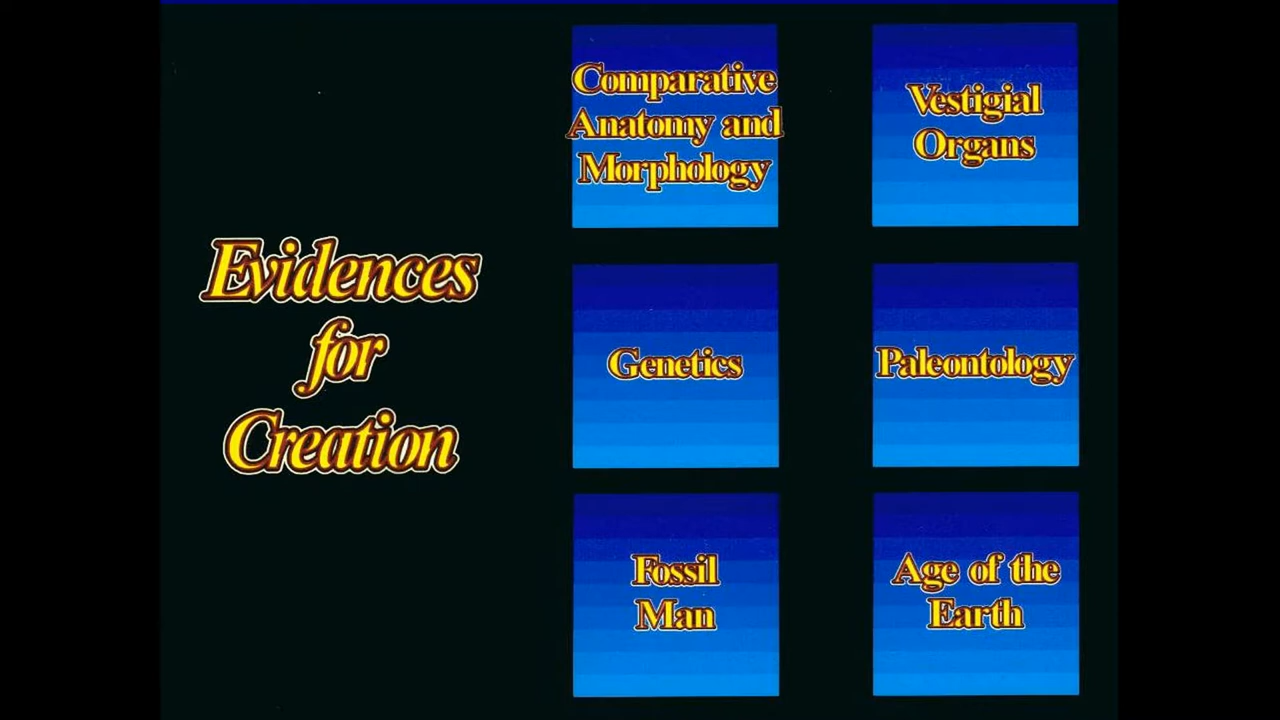 Evidences
for
Creation
Comparative
Anatomy and
Morphology
Vestigial
Organs
Genetics
Paleontology
Fossil
Man
Age of the
Earth